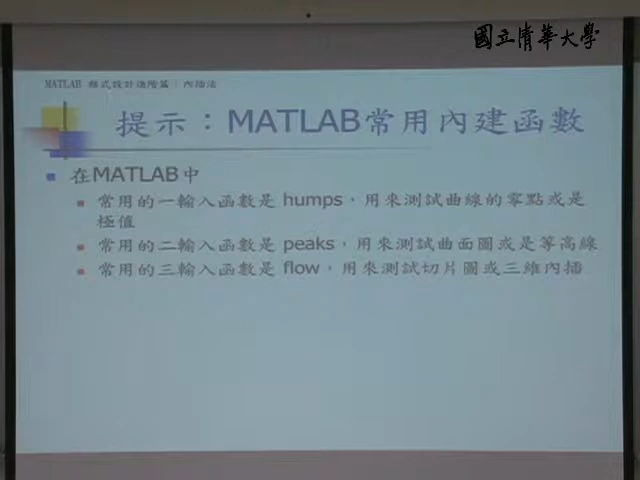 國立清華大學
MATLAB 程式設計進階篇：內插法
提示：MATLAB常用內建函數
在MATLAB中
常用的一輸入函數是 humps，用來測試曲線的零點或是
極值
常用的二輸入函數是 peaks，用來測試曲面圖或是等高線
常用的三輸入函數是 flow，用來測試切片圖或三維內插